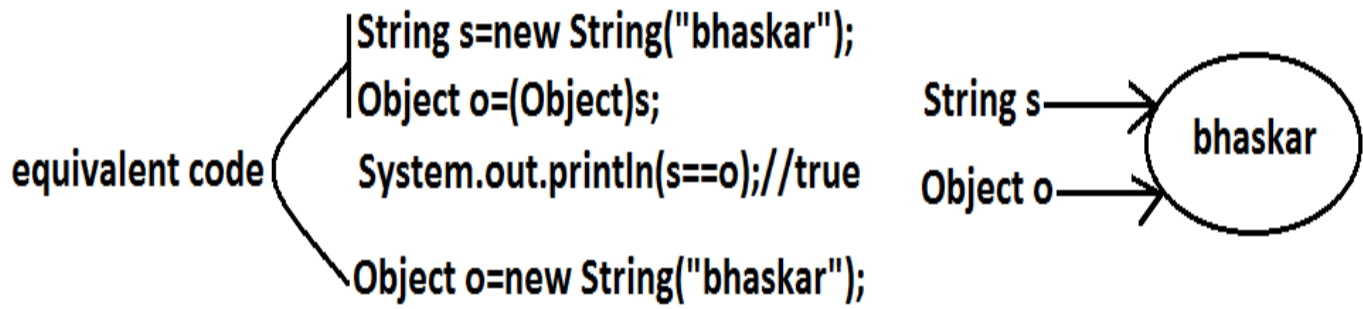 String s=new String("bhaskar");
Object o=(Object)s;
equivalent code
System.out.println(s==o);//true
Object o=new String("bhaskar");
String s
Object o
bhaskar